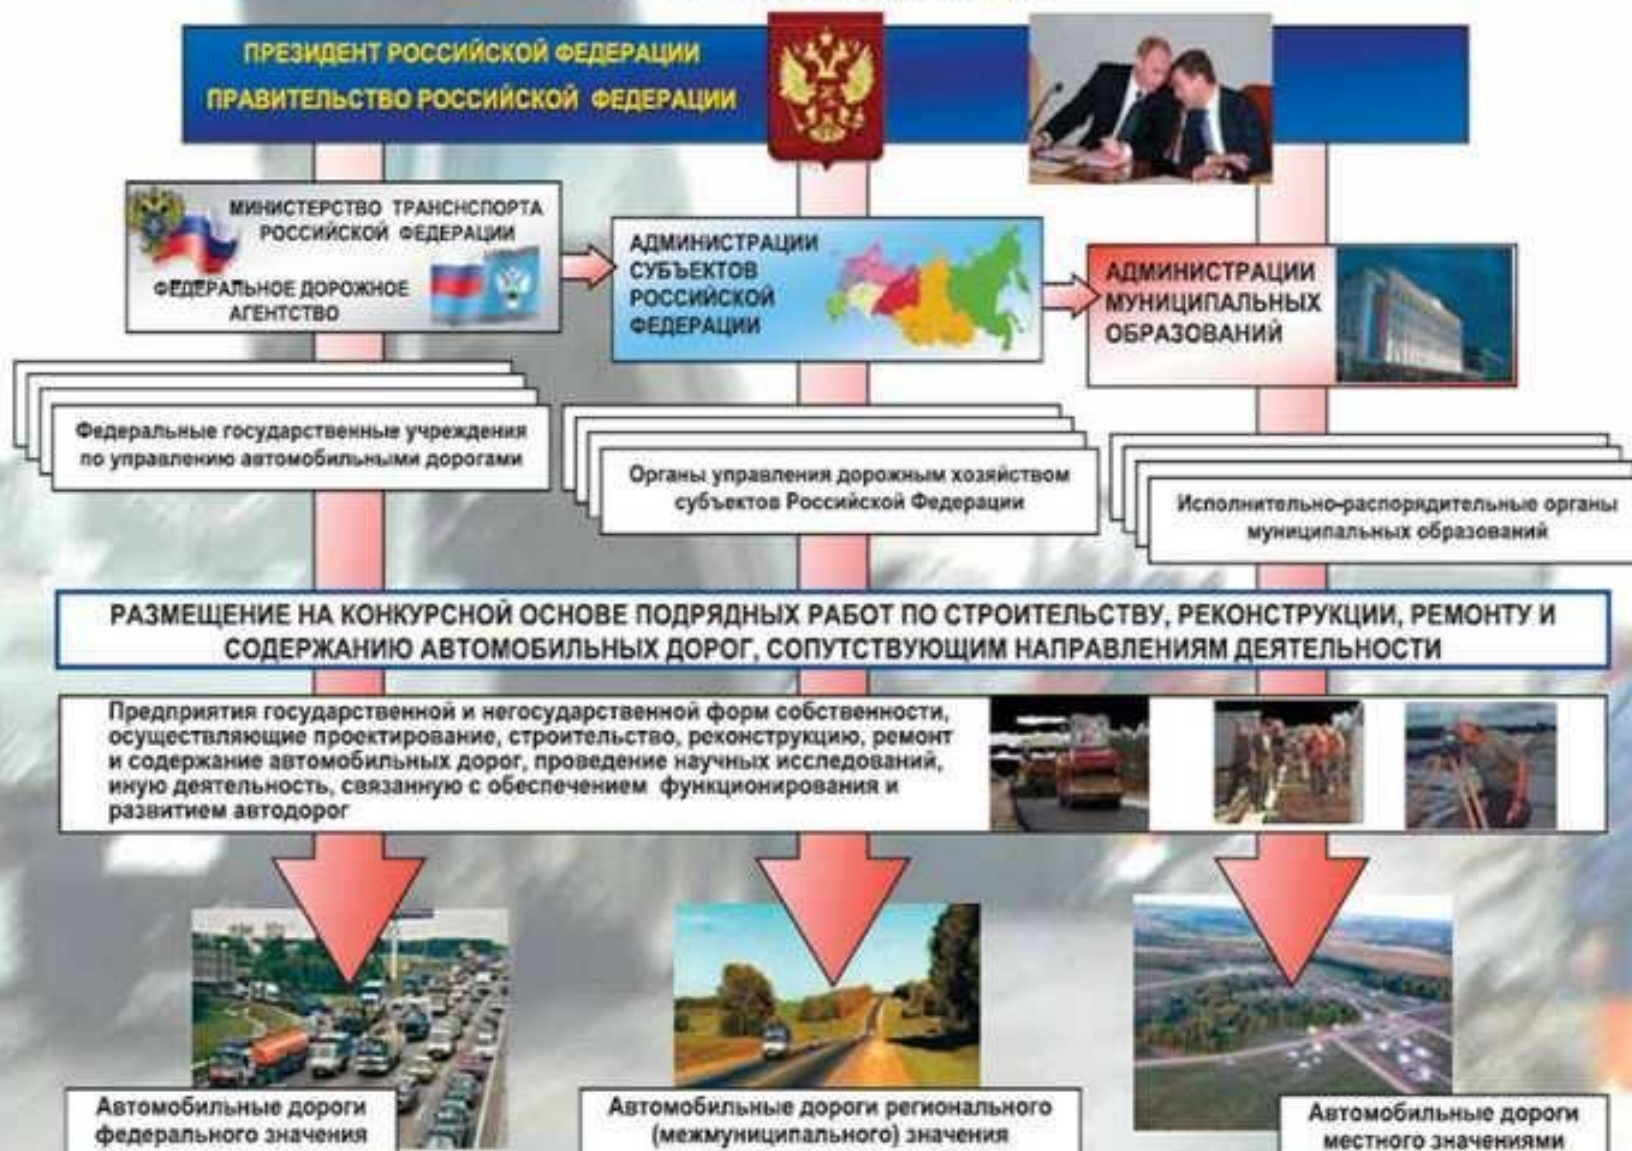 ПРЕЗИДЕНТ РОССИЙСКОЙ ФЕДЕРАЦИИ
ПРАВИТЕЛЬСТВО РОССИЙСКОЙ ФЕДЕРАЦИИ
МИНИСТЕРСТВО ТРАНСНСПОРТА
РОССИЙСКОЙ ФЕДЕРАЦИИ
ФЕДЕРАЛЬНОЕ ДОРОЖНОЕ
АГЕНТСТВО
АДМИНИСТРАЦИИ
СУБЪЕКТОВ
РОССИЙСКОЙ
ФЕДЕРАЦИИ
АДМИНИСТРАЦИИ
МУНИЦИПАЛЬНЫХ
ОБРАЗОВАНИЙ
Федеральные государственные учреждения
по управлению автомобильными дорогами
Органы управления дорожным хозяйством
субъектов Российской Федерации
Исполнительно-распорядительные органы
муниципальных образований
РАЗМЕЩЕНИЕ НА КОНКУРСНОЙ ОСНОВЕ ПОДРЯДНЫХ РАБОТ ПО СТРОИТЕЛЬСТВУ, РЕКОНСТРУКЦИИ, РЕМОНТУ И
СОДЕРЖАНИЮ АВТОМОБИЛЬНЫХ ДОРОГ, СОПУТСТВУЮЩИМ НАПРАВЛЕНИЯМ ДЕЯТЕЛЬНОСТИ
Предприятия государственной и негосударственной форм собственности,
осуществляющие проектирование, строительство, реконструкцию, ремонт
и содержание автомобильных дорог, проведение научных исследований,
иную деятельность, связанную с обеспечением функционирования и
развитием автодорог
Автомобильные дороги
федерального значения
Автомобильные дороги регионального
(межмуниципального) значения
Автомобильные дороги
местного значениями